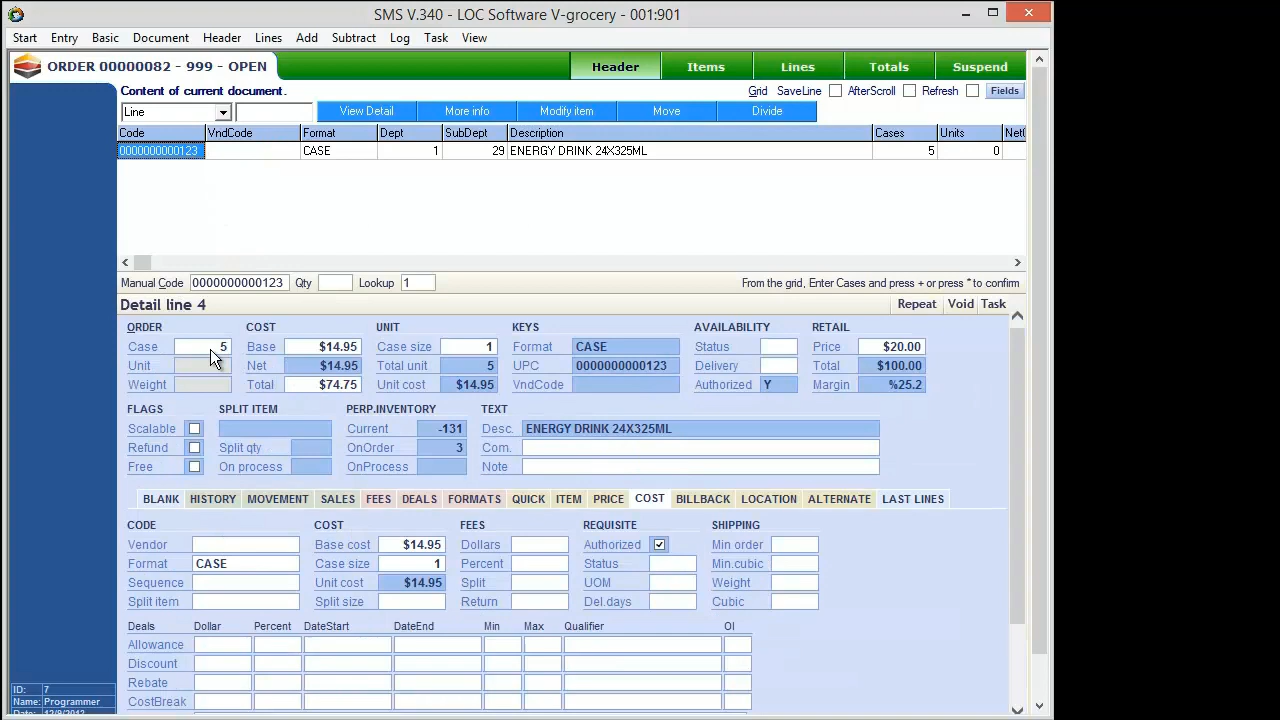 SMS V.340 - LOC Software V-grocery - 001:901
Start Entry Basic Document Header Lines Add Subtract Log Task View
ORDER 00000082 - 999 - OPEN Header Items Lines Totals Suspend
Content of current document. Grid SaveLine AfterScroll Refresh Fields
Line View Detail More info Modify item Move Divide
Code VndCode Format Dept SubDept Description Cases Units
0000000000123 CASE 1 29 ENERGY DRINK 24X325ML 5 0
Manual Code 0000000000123 Qty Lookup 1 From the grid, Enter Cases and press + or press * to confirm
Detail line 4 Repeat Void Task
ORDER COST UNIT KEYS AVAILABILITY RETAIL
Case 5 Base $14.95 Case size 1 Format CASE Status Price $20.00
Unit Net $14.95 Total unit 5 UPC 0000000000123 Delivery Total $100.00
Weight Total $74.75 Unit cost $14.95 VndCode Authorized Y Margin %25.2
FLAGS SPLIT ITEM PERP.INVENTORY TEXT
Scalable Current -131 Desc. ENERGY DRINK 24X325ML
Refund Split qty OnOrder 3 Com.
Free On process OnProcess Note
BLANK HISTORY MOVEMENT SALES FEES DEALS FORMATS QUICK ITEM PRICE COST BILLBACK LOCATION ALTERNATE LAST LINES
CODE COST FEES REQUISITE SHIPPING
Vendor Base cost $14.95 Dollars Authorized Min order
Format CASE Case size 1 Percent Status Min.cubic
Sequence Unit cost $14.95 Split UOM Weight
Split item Split size Return Del.days Cubic
Deals Dollar Percent DateStart DateEnd Min Max Qualifier OI
Allowance
Discount
Rebate
CostBreak
ID: 7
Name: Programmer